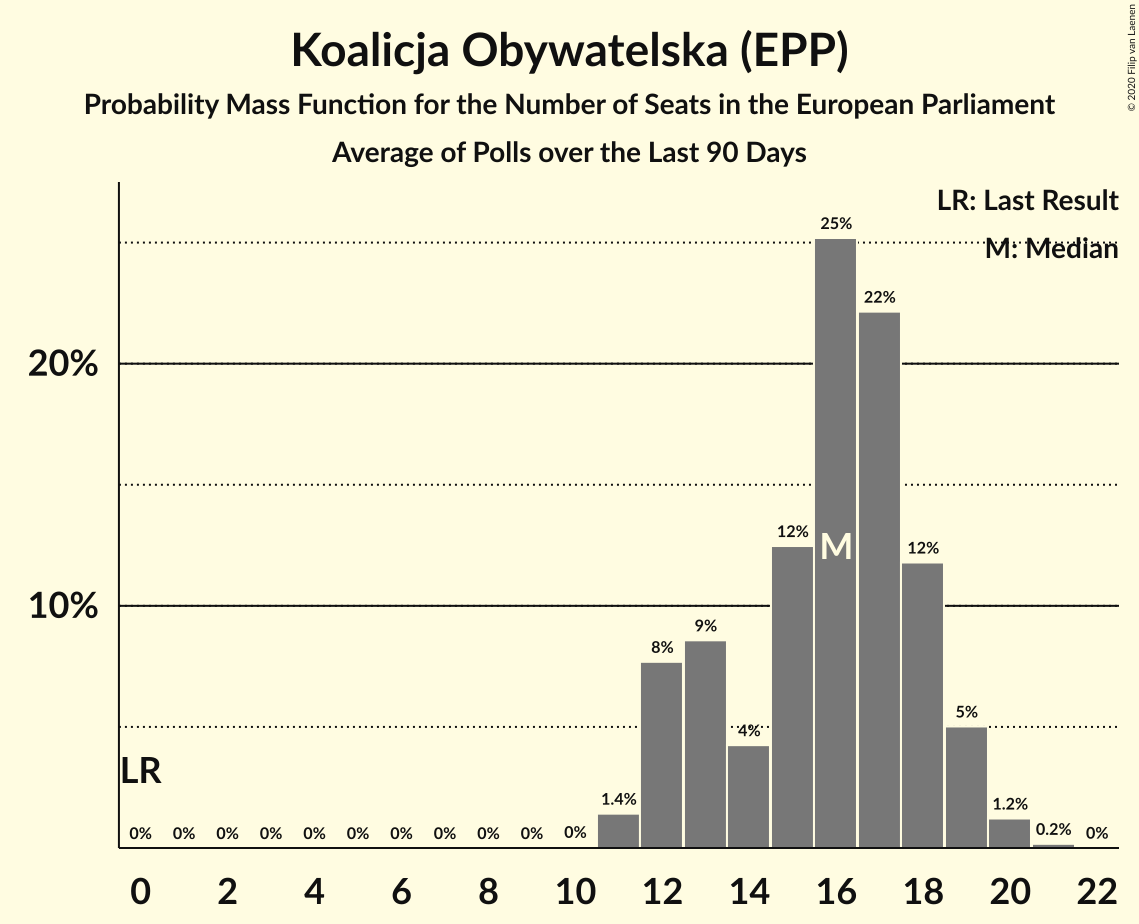 Koalicja Obywatelska (EPP)
Probability Mass Function for the Number of Seats in the European Parliament
Average of Polls over the Last 90 Days
© 2020 Filip van Laenen
LR: Last Result
M: Median
25%
22%
20%
12%
M
12%
10%
9%
8%
5%
4%
LR
1.4%
1.2%
0.2%
0% 0% 0% 0% 0% 0% 0% 0% 0% 0% 0% 0%
0 2 4 6 8 10 12 14 16 18 20 22